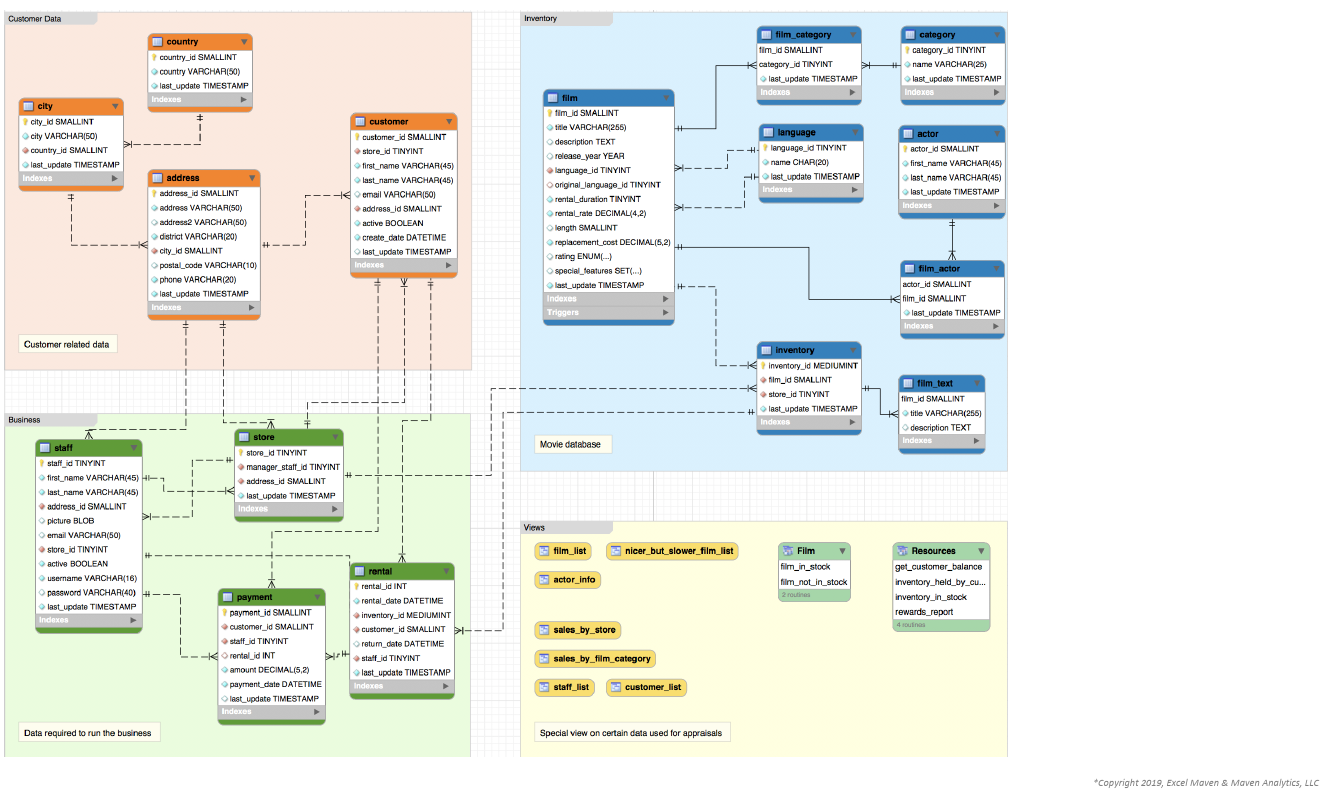 Customer Data
country
country_id SMALLINT
country VARCHAR(50)
last_update TIMESTAMP
Indexes
city
city_id SMALLINT
city VARCHAR(50)
country_id SMALLINT
last_update TIMESTAMP
Indexes
address
address_id SMALLINT
address VARCHAR(50)
address2 VARCHAR(50)
district VARCHAR(20)
city_id SMALLINT
postal_code VARCHAR(10)
phone VARCHAR(20)
last_update TIMESTAMP
Indexes
customer
customer_id SMALLINT
store_id TINYINT
first_name VARCHAR(45)
last_name VARCHAR(45)
email VARCHAR(50)
address_id SMALLINT
active BOOLEAN
create_date DATETIME
last_update TIMESTAMP
Indexes
Customer related data
Inventory
film
film_id SMALLINT
title VARCHAR(255)
description TEXT
release_year YEAR
language_id TINYINT
original_language_id TINYINT
rental_duration TINYINT
rental_rate DECIMAL(4,2)
length SMALLINT
replacement_cost DECIMAL(5,2)
rating ENUM(...)
special_features SET(...)
last_update TIMESTAMP
Indexes
Triggers
film_category
film_id SMALLINT
category_id TINYINT
last_update TIMESTAMP
Indexes
category
category_id TINYINT
name VARCHAR(25)
last_update TIMESTAMP
Indexes
language
language_id TINYINT
name CHAR(20)
last_update TIMESTAMP
Indexes
actor
actor_id SMALLINT
first_name VARCHAR(45)
last_name VARCHAR(45)
last_update TIMESTAMP
Indexes
film_actor
actor_id SMALLINT
film_id SMALLINT
last_update TIMESTAMP
Indexes
inventory
inventory_id MEDIUMINT
film_id SMALLINT
store_id TINYINT
last_update TIMESTAMP
Indexes
film_text
film_id SMALLINT
title VARCHAR(255)
description TEXT
Indexes
Movie database
Business
staff
staff_id TINYINT
first_name VARCHAR(45)
last_name VARCHAR(45)
address_id SMALLINT
picture BLOB
email VARCHAR(50)
store_id TINYINT
active BOOLEAN
username VARCHAR(16)
password VARCHAR(40)
last_update TIMESTAMP
Indexes
store
store_id TINYINT
manager_staff_id TINYINT
address_id SMALLINT
last_update TIMESTAMP
Indexes
payment
payment_id SMALLINT
customer_id SMALLINT
staff_id TINYINT
rental_id INT
amount DECIMAL(5,2)
payment_date DATETIME
last_update TIMESTAMP
Indexes
rental
rental_id INT
rental_date DATETIME
inventory_id MEDIUMINT
customer_id SMALLINT
return_date DATETIME
staff_id TINYINT
last_update TIMESTAMP
Indexes
Data required to run the business
Views
film_list
nicer_but_slower_film_list
actor_info
sales_by_store
sales_by_film_category
staff_list
customer_list
Film
film_in_stock
film_not_in_stock
2 routines
Resources
get_customer_balance
inventory_held_by_cu...
inventory_in_stock
rewards_report
4 routines
Special view on certain data used for appraisals
*Copyright 2019, Excel Maven & Maven Analytics, LLC